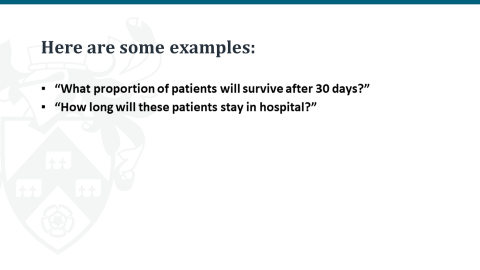 Here are some examples:
▪ “What proportion of patients will survive after 30 days?”
▪ “How long will these patients stay in hospital?”